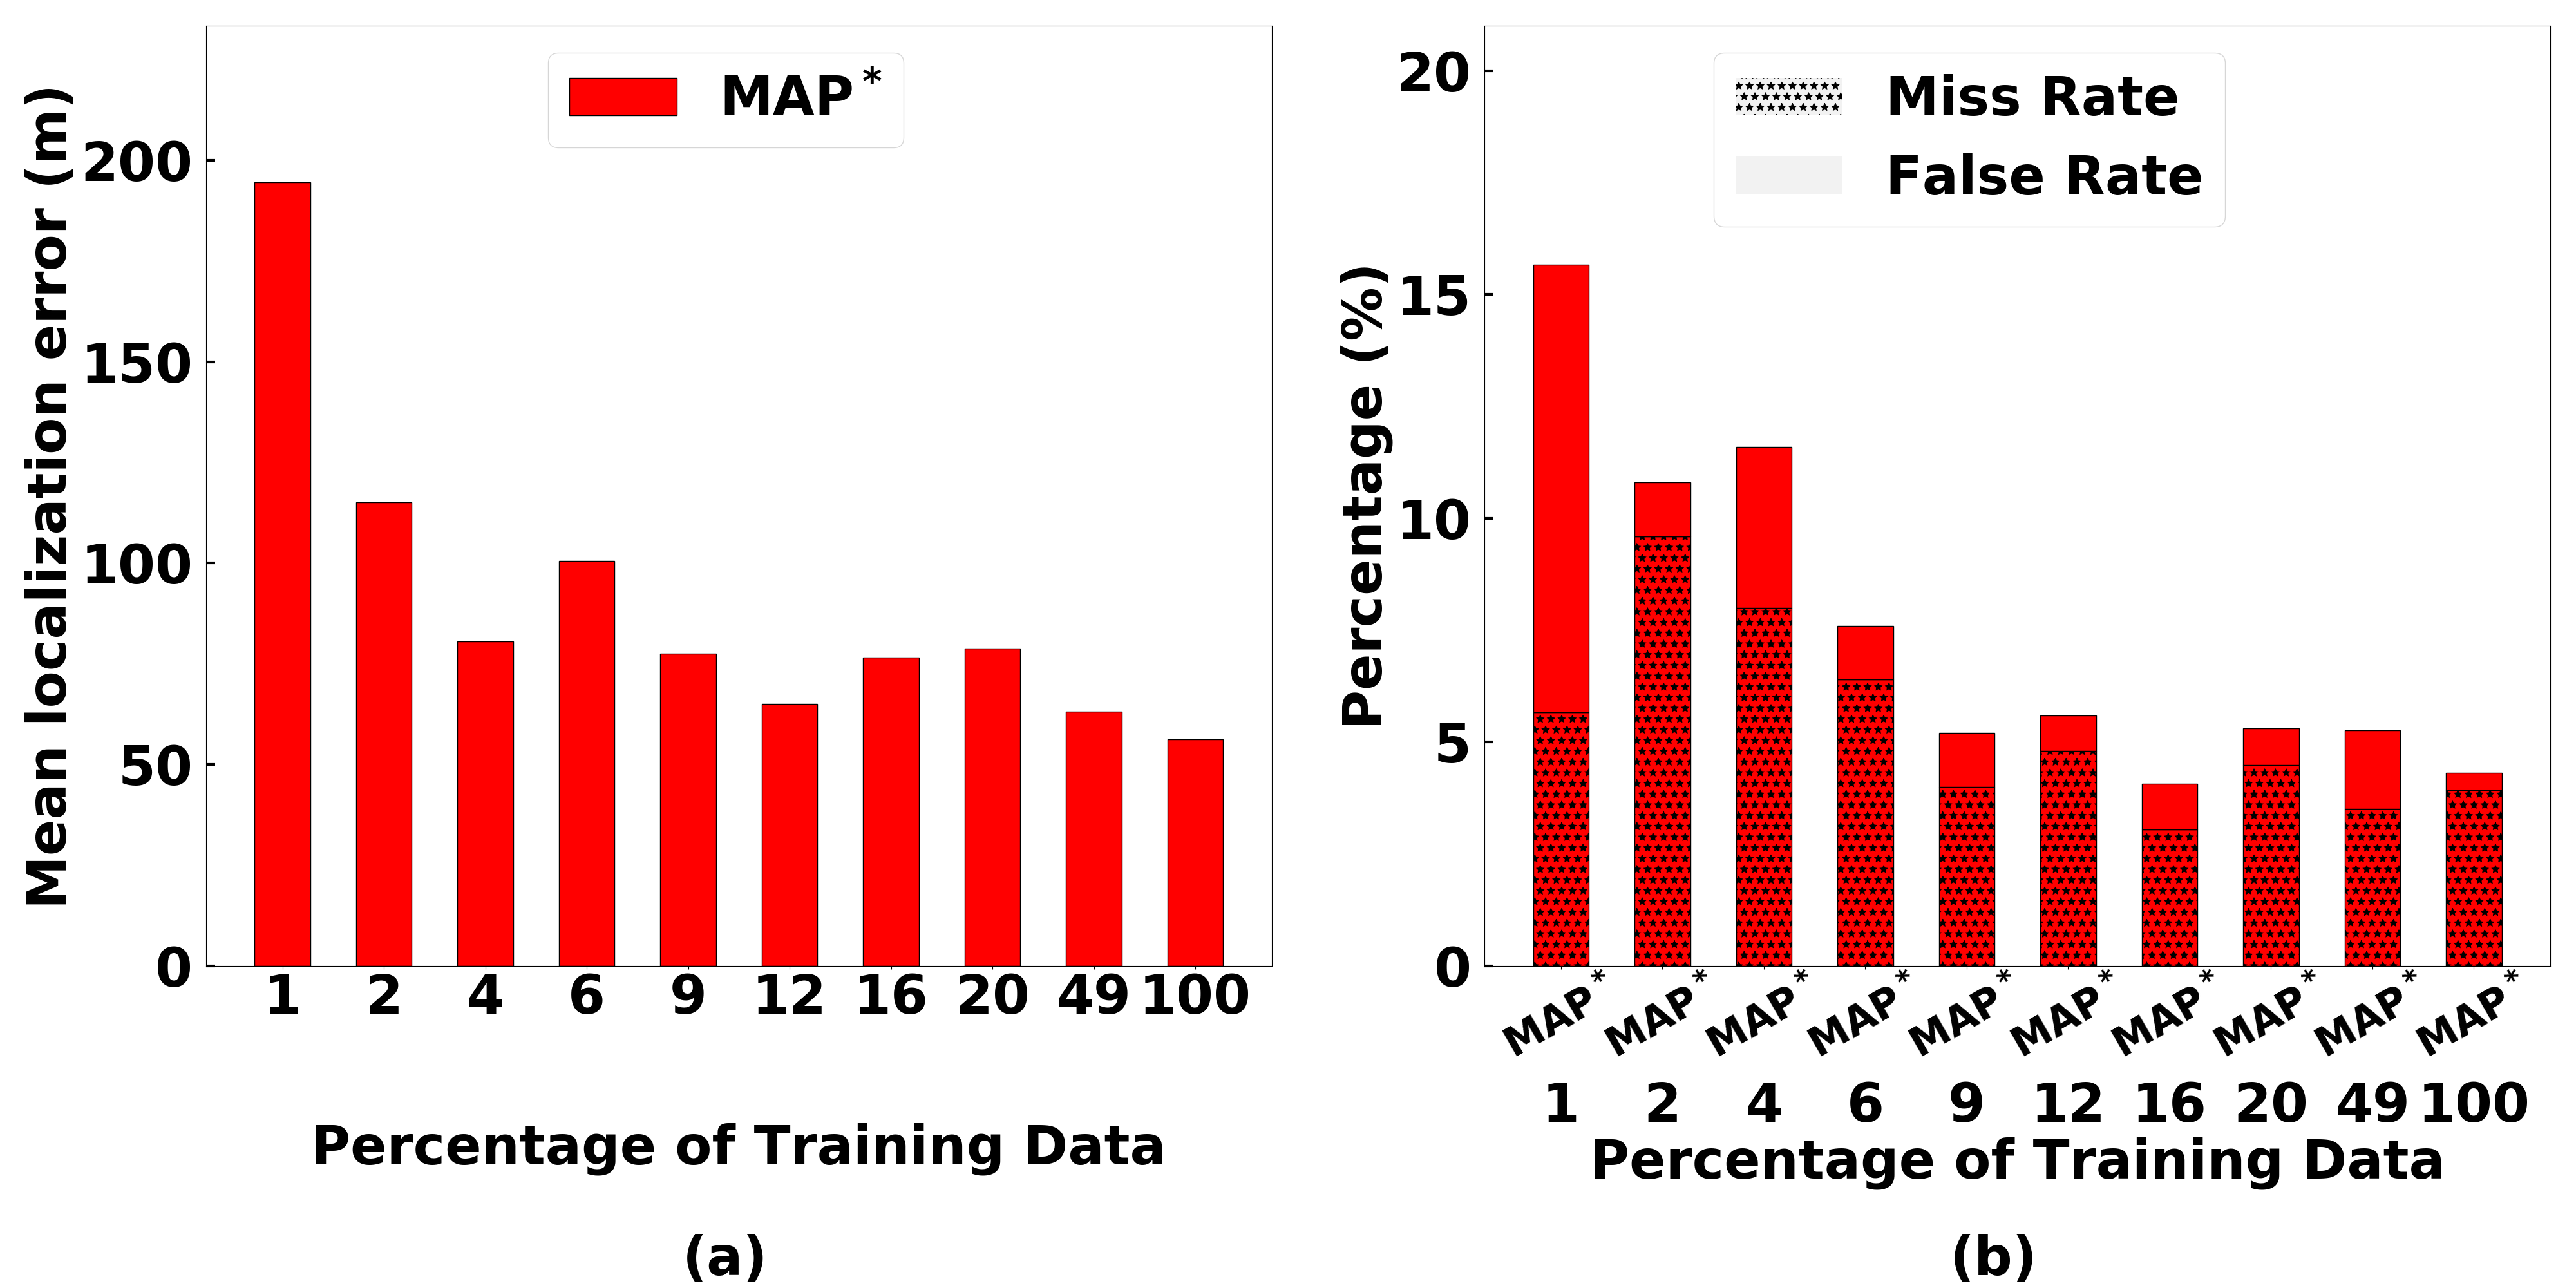 Mean localization error (m)
200
150
100
50
0
MAP*
1 2 4 6 9 12 16 20 49 100
Percentage of Training Data
(a)
Percentage (%)
20
15
10
5
0
Miss Rate
False Rate
MAP* MAP* MAP* MAP* MAP* MAP* MAP* MAP* MAP* MAP*
1 2 4 6 9 12 16 20 49 100
Percentage of Training Data
(b)